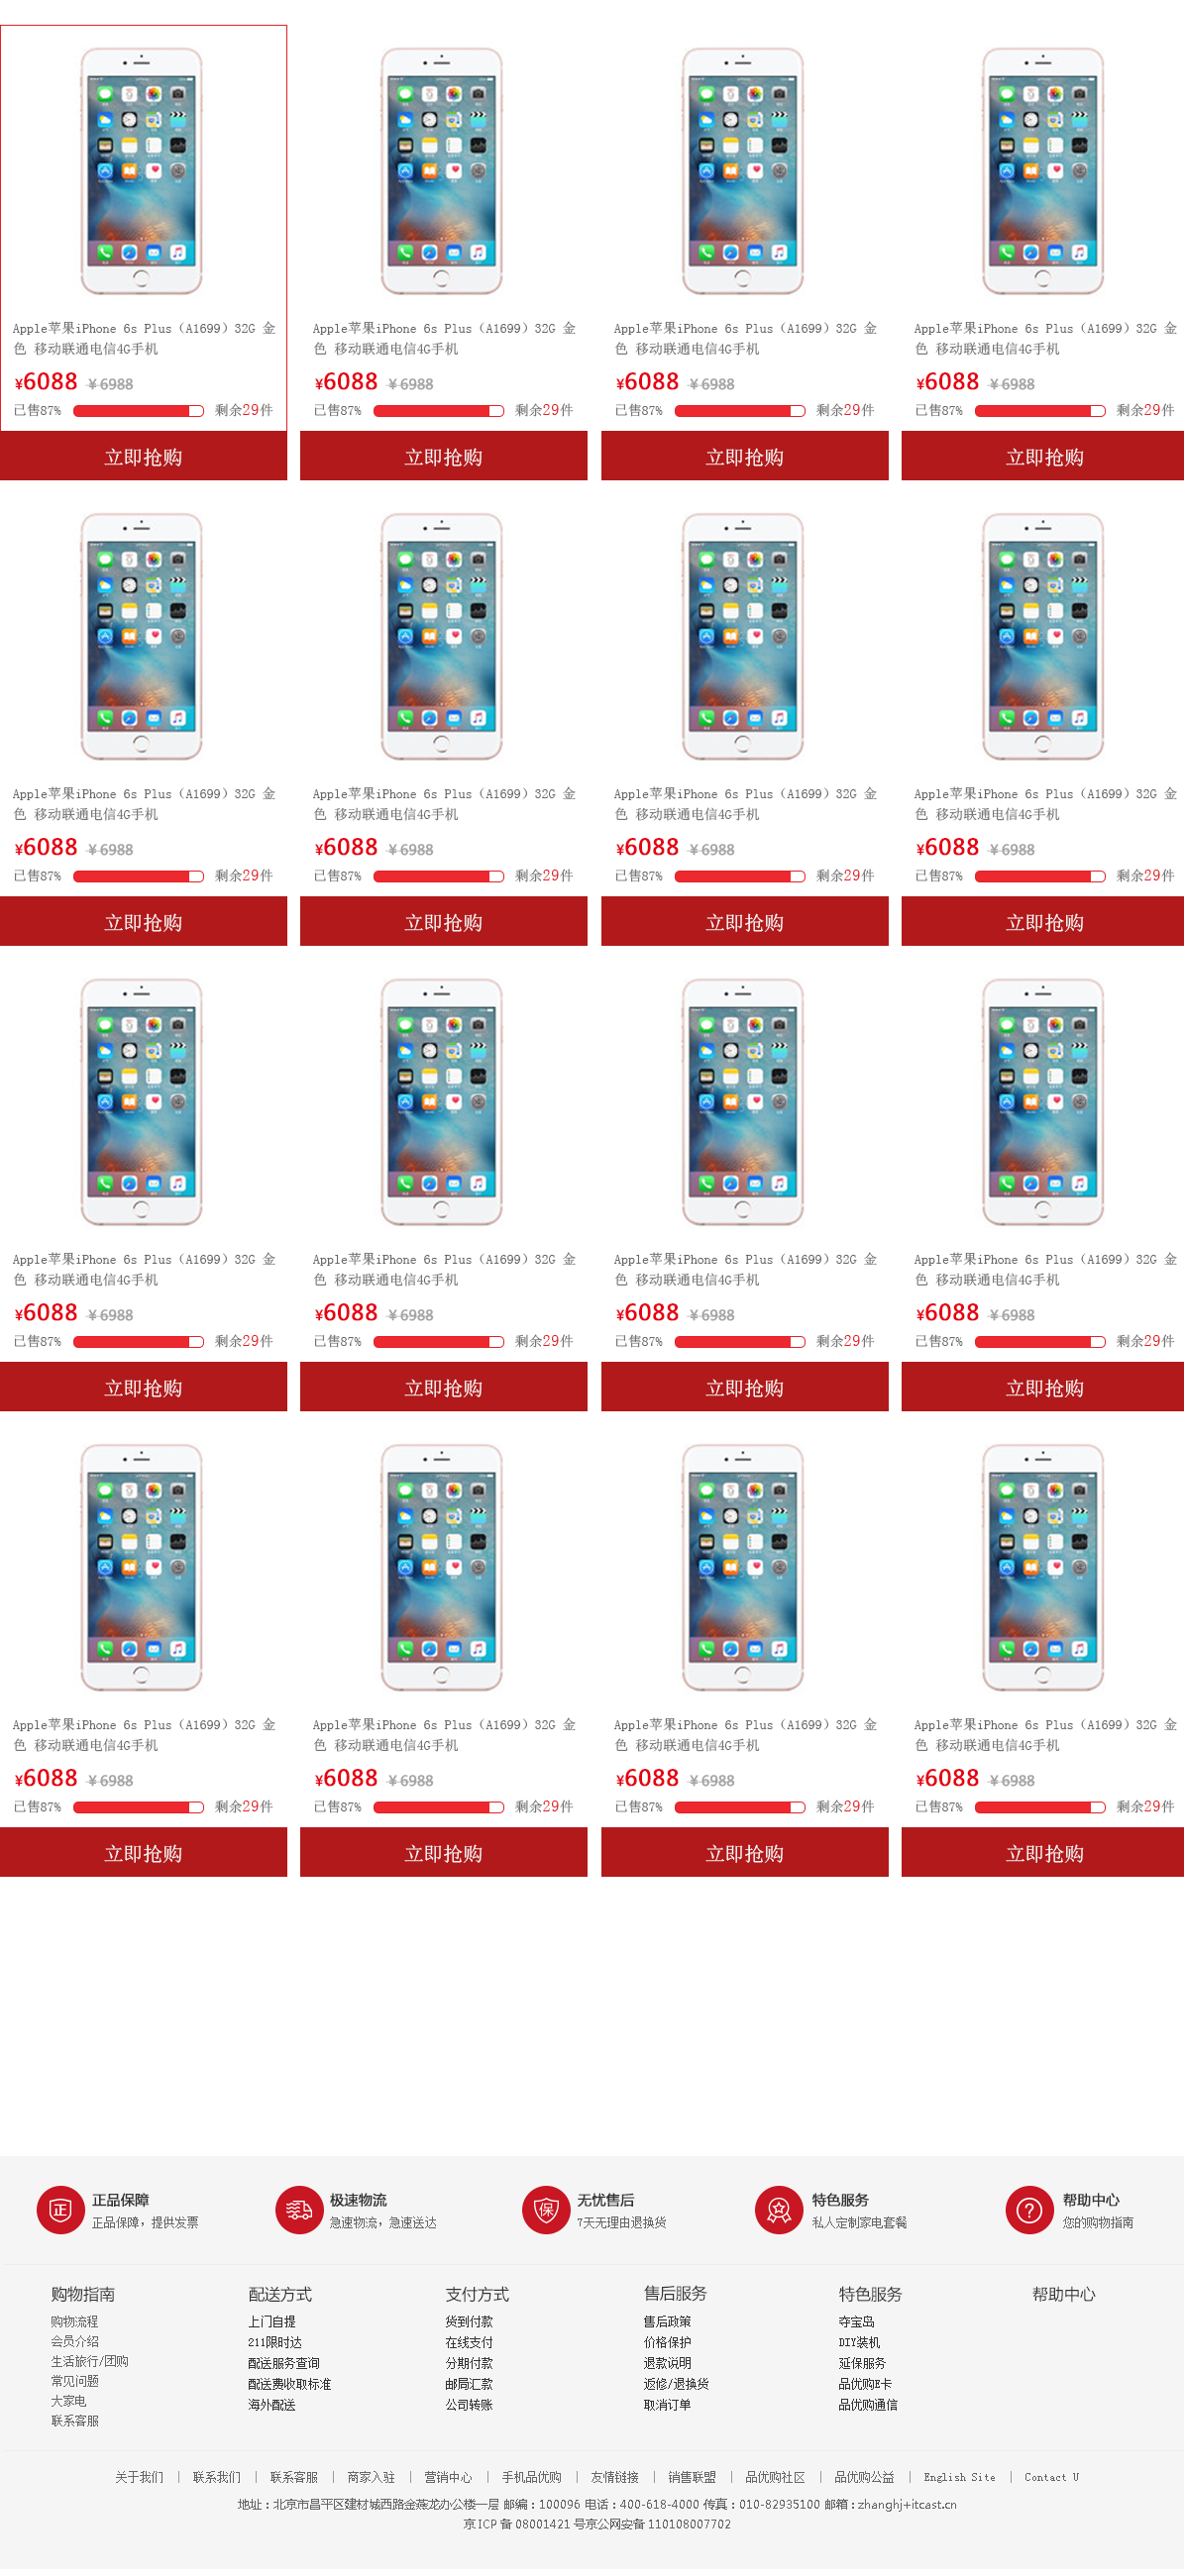 Apple苹果iPhone 6s Plus（A1699）32G 金
色 移动联通电信4G手机
¥6088 ¥6988
已售87% 剩余29件
立即抢购
Apple苹果iPhone 6s Plus（A1699）32G 金
色 移动联通电信4G手机
¥6088 ¥6988
已售87% 剩余29件
立即抢购
Apple苹果iPhone 6s Plus（A1699）32G 金
色 移动联通电信4G手机
¥6088 ¥6988
已售87% 剩余29件
立即抢购
Apple苹果iPhone 6s Plus（A1699）32G 金
色 移动联通电信4G手机
¥6088 ¥6988
已售87% 剩余29件
立即抢购
Apple苹果iPhone 6s Plus（A1699）32G 金
色 移动联通电信4G手机
¥6088 ¥6988
已售87% 剩余29件
立即抢购
Apple苹果iPhone 6s Plus（A1699）32G 金
色 移动联通电信4G手机
¥6088 ¥6988
已售87% 剩余29件
立即抢购
Apple苹果iPhone 6s Plus（A1699）32G 金
色 移动联通电信4G手机
¥6088 ¥6988
已售87% 剩余29件
立即抢购
Apple苹果iPhone 6s Plus（A1699）32G 金
色 移动联通电信4G手机
¥6088 ¥6988
已售87% 剩余29件
立即抢购
Apple苹果iPhone 6s Plus（A1699）32G 金
色 移动联通电信4G手机
¥6088 ¥6988
已售87% 剩余29件
立即抢购
Apple苹果iPhone 6s Plus（A1699）32G 金
色 移动联通电信4G手机
¥6088 ¥6988
已售87% 剩余29件
立即抢购
Apple苹果iPhone 6s Plus（A1699）32G 金
色 移动联通电信4G手机
¥6088 ¥6988
已售87% 剩余29件
立即抢购
Apple苹果iPhone 6s Plus（A1699）32G 金
色 移动联通电信4G手机
¥6088 ¥6988
已售87% 剩余29件
立即抢购
Apple苹果iPhone 6s Plus（A1699）32G 金
色 移动联通电信4G手机
¥6088 ¥6988
已售87% 剩余29件
立即抢购
Apple苹果iPhone 6s Plus（A1699）32G 金
色 移动联通电信4G手机
¥6088 ¥6988
已售87% 剩余29件
立即抢购
Apple苹果iPhone 6s Plus（A1699）32G 金
色 移动联通电信4G手机
¥6088 ¥6988
已售87% 剩余29件
立即抢购
Apple苹果iPhone 6s Plus（A1699）32G 金
色 移动联通电信4G手机
¥6088 ¥6988
已售87% 剩余29件
立即抢购
正
正品保障
正品保障，提供发票
极速物流
急速物流，急速送达
保
无忧售后
7天无理由退换货
特色服务
私人定制家电套餐
?
帮助中心
您的购物指南
购物指南
购物流程
会员介绍
生活旅行/团购
常见问题
大家电
联系客服
配送方式
上门自提
211限时达
配送服务查询
配送费收取标准
海外配送
支付方式
货到付款
在线支付
分期付款
邮局汇款
公司转账
售后服务
售后政策
价格保护
退款说明
返修/退换货
取消订单
特色服务
夺宝岛
DIY装机
延保服务
品优购E卡
品优购通信
帮助中心
关于我们 | 联系我们 | 联系客服 | 商家入驻 | 营销中心 | 手机品优购 | 友情链接 | 销售联盟 | 品优购社区 | 品优购公益 | English Site | Contact U
地址：北京市昌平区建材城西路金燕龙办公楼一层 邮编：100096 电话：400-618-4000 传真：010-82935100 邮箱：zhanghj+itcast.cn
京ICP备08001421号京公网安备110108007702